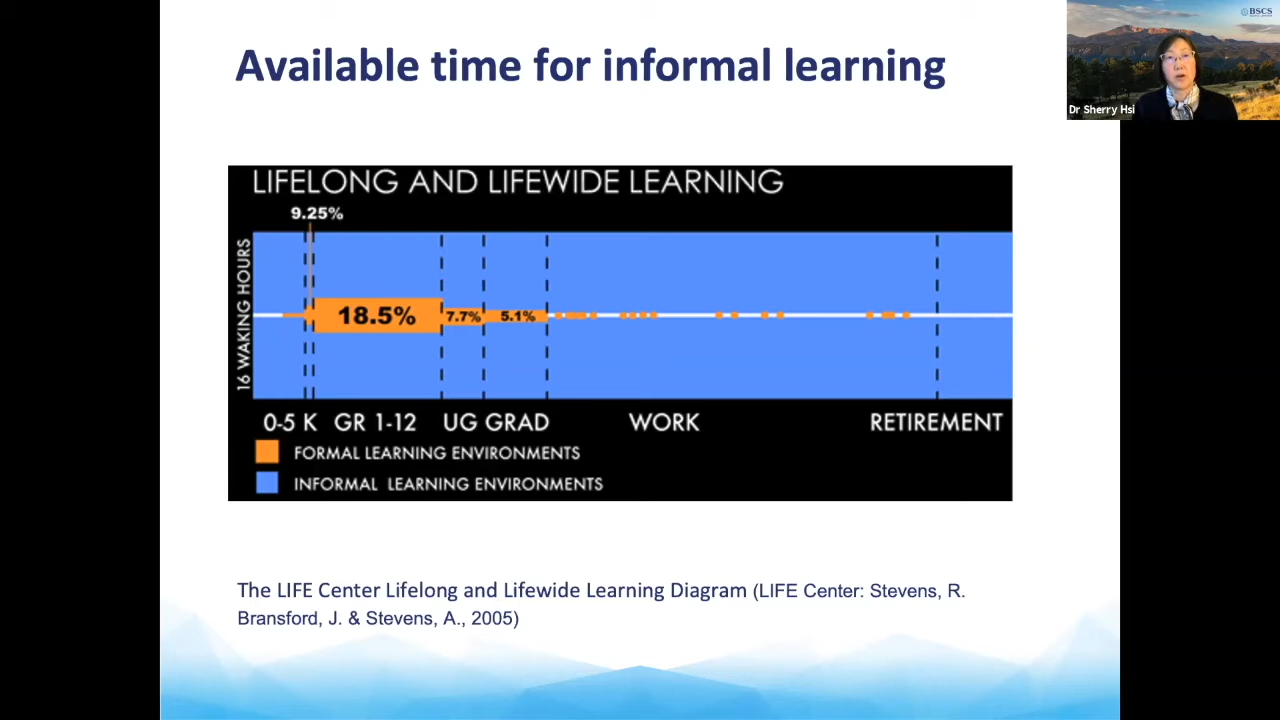 Available time for informal learning
BSCS
Dr Sherry Hsi
LIFELONG AND LIFEWIDE LEARNING
9.25%
16 WAKING HOURS
18.5%
7.7%
5.1%
0-5 K GR 1-12 UG GRAD WORK RETIREMENT
FORMAL LEARNING ENVIRONMENTS
INFORMAL LEARNING ENVIRONMENTS
The LIFE Center Lifelong and Lifewide Learning Diagram (LIFE Center: Stevens, R.
Bransford, J. & Stevens, A., 2005)